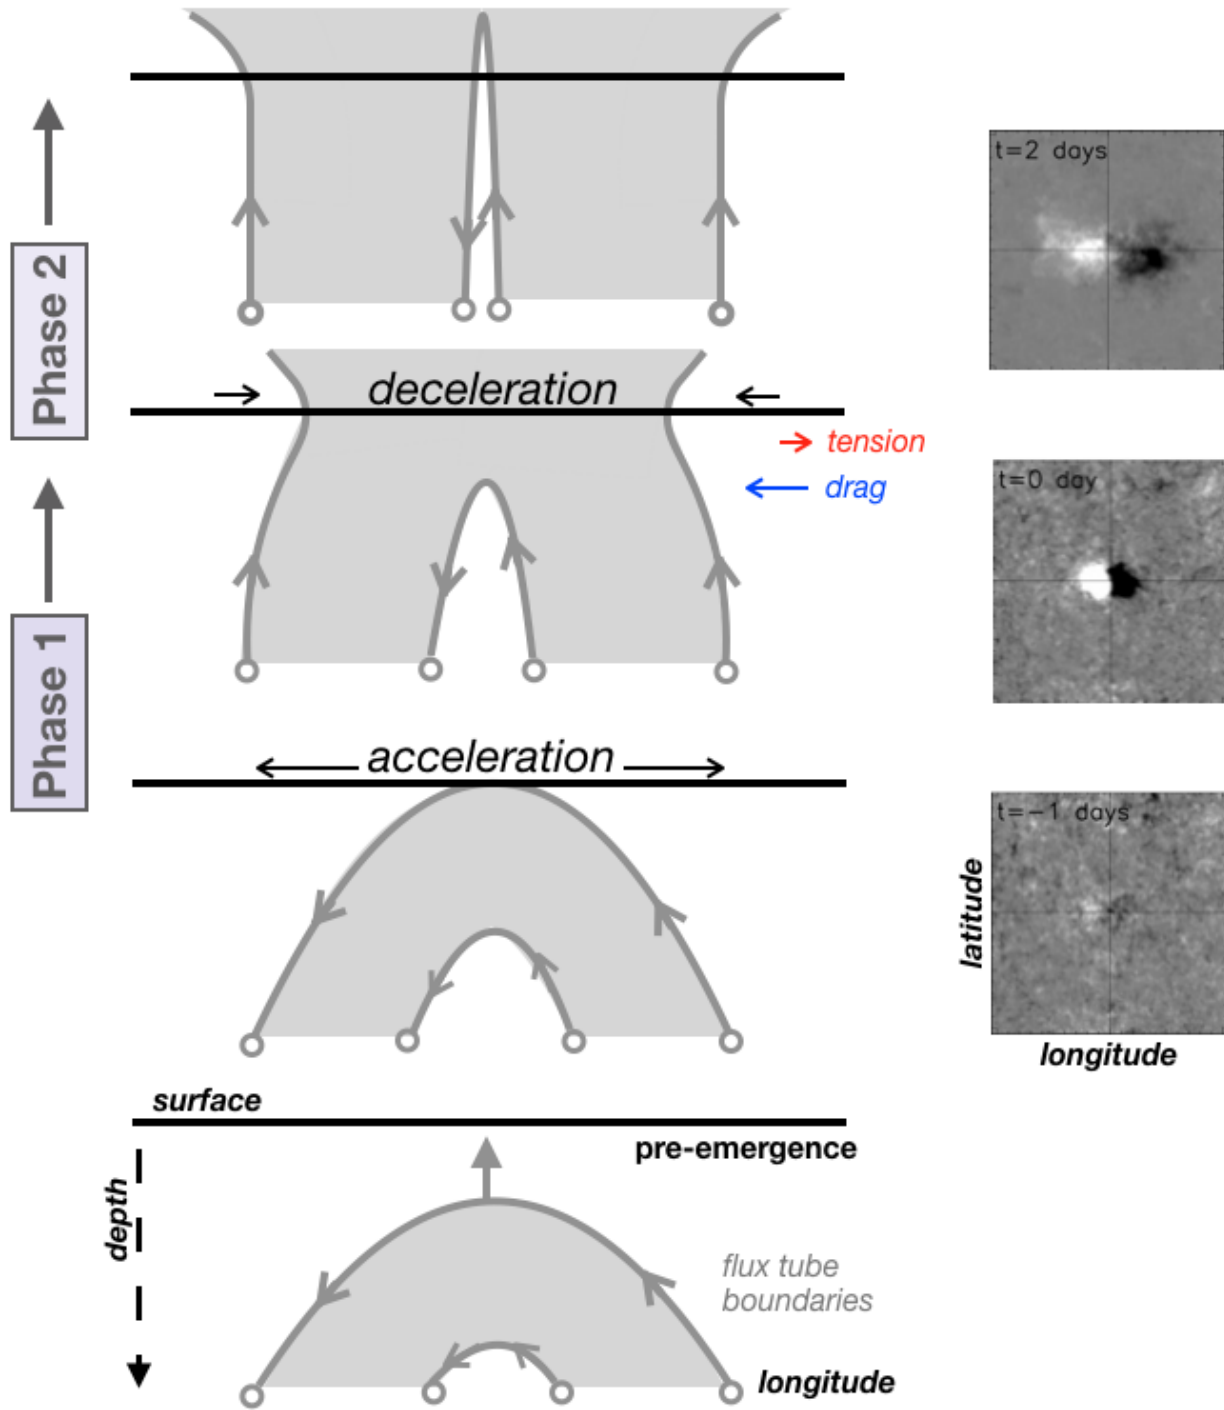 t=2 days
Phase 2
deceleration
tension
drag
t=0 day
Phase 1
acceleration
t=-1 days
latitude
longitude
surface
pre-emergence
depth
flux tube
boundaries
longitude